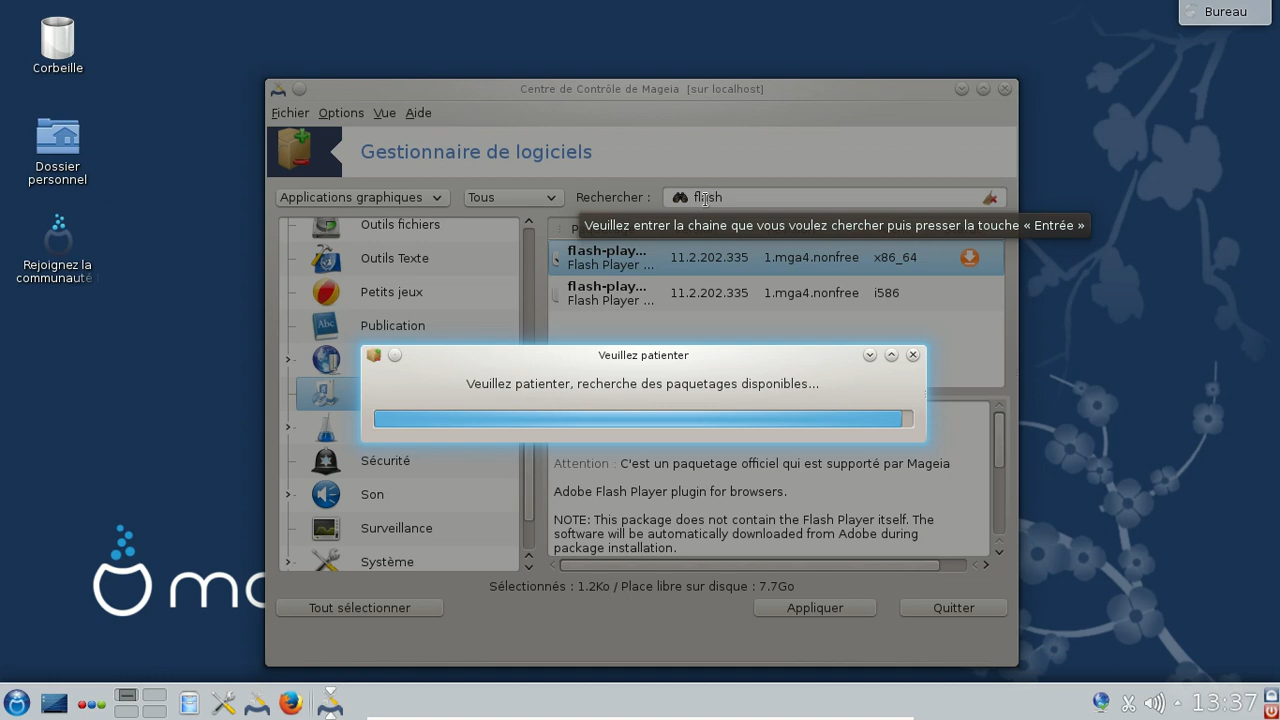 Bureau
Corbeille
Dossier
personnel
Rejoignez la
communauté
Centre de Contrôle de Mageia [sur localhost]
Fichier Options Vue Aide
Gestionnaire de logiciels
Applications graphiques Tous Rechercher : flash
Veuillez entrer la chaine que vous voulez chercher puis presser la touche « Entrée »
Outils fichiers
Outils Texte
Petits jeux
Publication
Sécurité
Son
Surveillance
Système
flash-play...
Flash Player ... 11.2.202.335 1.mga4.nonfree x86_64
flash-play...
Flash Player ... 11.2.202.335 1.mga4.nonfree i586
Veuillez patienter
Veuillez patienter, recherche des paquetages disponibles...
Attention : C'est un paquetage officiel qui est supporté par Mageia
Adobe Flash Player plugin for browsers.
NOTE: This package does not contain the Flash Player itself. The
software will be automatically downloaded from Adobe during
package installation.
Sélectionnés : 1.2Ko / Place libre sur disque : 7.7Go
Tout sélectionner Appliquer Quitter
13:37